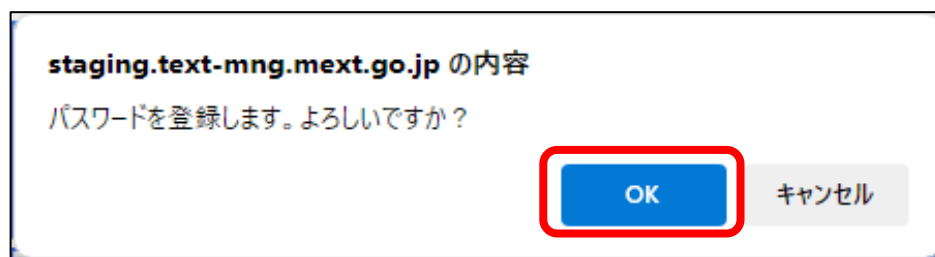 staging.text-mng.mext.go.jp の内容
パスワードを登録します。よろしいですか？
OK キャンセル